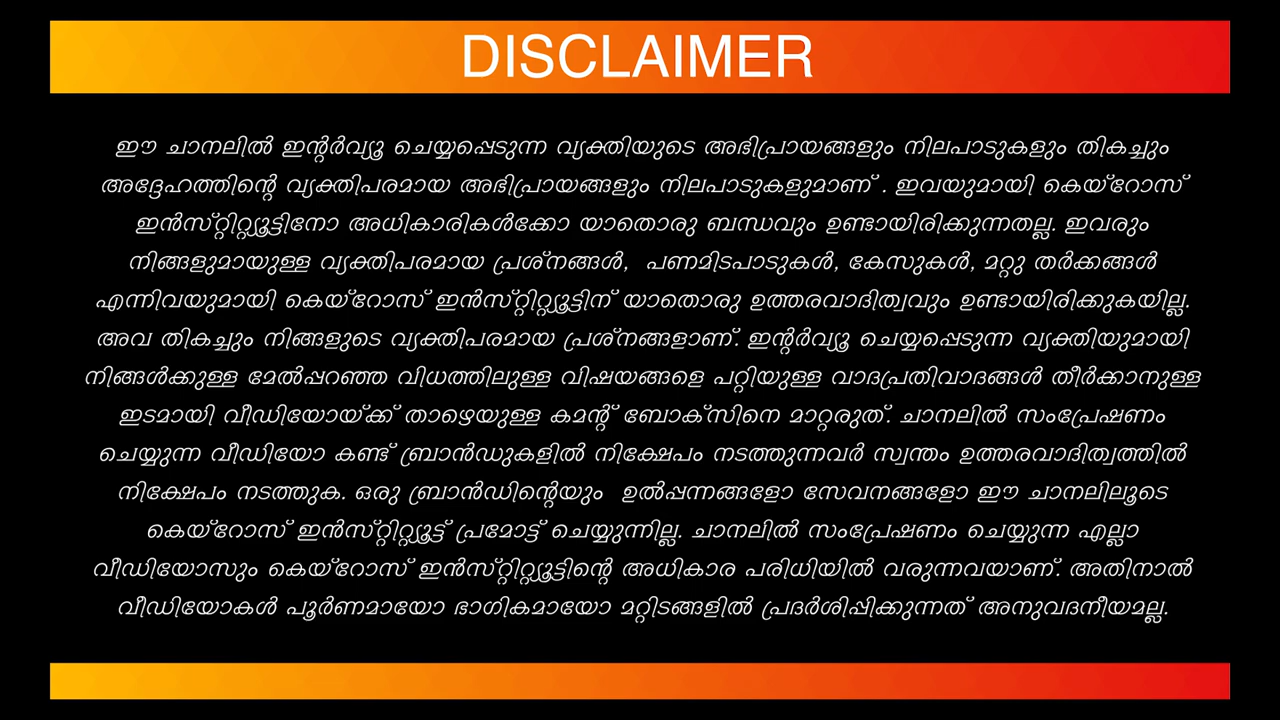 DISCLAIMER
ഈ ചാനലിൽ ഇന്റർവ്യൂ ചെയ്യപ്പെടുന്ന വ്യക്തിയുടെ അഭിപ്രായങ്ങളും നിലപാടുകളും തികച്ചും
അദ്ദേഹത്തിന്റെ വ്യക്തിപരമായ അഭിപ്രായങ്ങളും നിലപാടുകളുമാണ് . ഇവയുമായി കെയ്റോസ്
ഇൻസ്റ്റിറ്റ്യൂട്ടിനോ അധികാരികൾക്കോ യാതൊരു ബന്ധവും ഉണ്ടായിരിക്കുന്നതല്ല. ഇവരും
നിങ്ങളുമായുള്ള വ്യക്തിപരമായ പ്രശ്നങ്ങൾ, പണമിടപാടുകൾ, കേസുകൾ, മറ്റു തർക്കങ്ങൾ
എന്നിവയുമായി കെയ്റോസ് ഇൻസ്റ്റിറ്റ്യൂട്ടിന് യാതൊരു ഉത്തരവാദിത്വവും ഉണ്ടായിരിക്കുകയില്ല.
അവ തികച്ചും നിങ്ങളുടെ വ്യക്തിപരമായ പ്രശ്നങ്ങളാണ്. ഇന്റർവ്യൂ ചെയ്യപ്പെടുന്ന വ്യക്തിയുമായി
നിങ്ങൾക്കുള്ള മേൽപ്പറഞ്ഞ വിധത്തിലുള്ള വിഷയങ്ങളെ പറ്റിയുള്ള വാദപ്രതിവാദങ്ങൾ തീർക്കാനുള്ള
ഇടമായി വീഡിയോയ്ക്ക് താഴെയുള്ള കമന്റ് ബോക്സിനെ മാറ്റരുത്. ചാനലിൽ സംപ്രേഷണം
ചെയ്യുന്ന വീഡിയോ കണ്ട് ബ്രാൻഡുകളിൽ നിക്ഷേപം നടത്തുന്നവർ സ്വന്തം ഉത്തരവാദിത്വത്തിൽ
നിക്ഷേപം നടത്തുക. ഒരു ബ്രാൻഡിന്റെയും ഉൽപ്പന്നങ്ങളോ സേവനങ്ങളോ ഈ ചാനലിലൂടെ
കെയ്റോസ് ഇൻസ്റ്റിറ്റ്യൂട്ട് പ്രമോട്ട് ചെയ്യുന്നില്ല. ചാനലിൽ സംപ്രേഷണം ചെയ്യുന്ന എല്ലാ
വീഡിയോസും കെയ്റോസ് ഇൻസ്റ്റിറ്റ്യൂട്ടിന്റെ അധികാര പരിധിയിൽ വരുന്നവയാണ്. അതിനാൽ
വീഡിയോകൾ പൂർണമായോ ഭാഗികമായോ മറ്റിടങ്ങളിൽ പ്രദർശിപ്പിക്കുന്നത് അനുവദനീയമല്ല.